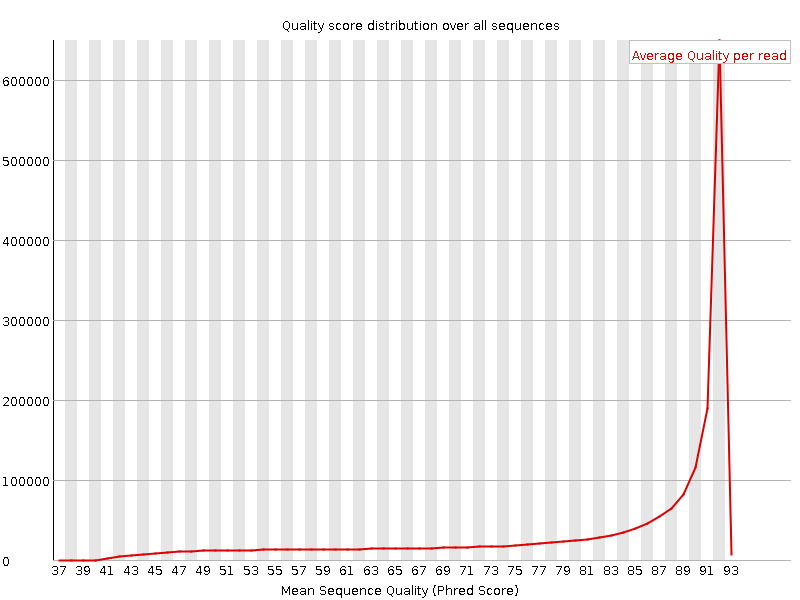 Quality score distribution over all sequences
Average Quality per read
600000
500000
400000
300000
200000
100000
0
37 39 41 43 45 47 49 51 53 55 57 59 61 63 65 67 69 71 73 75 77 79 81 83 85 87 89 91 93
Mean Sequence Quality (Phred Score)